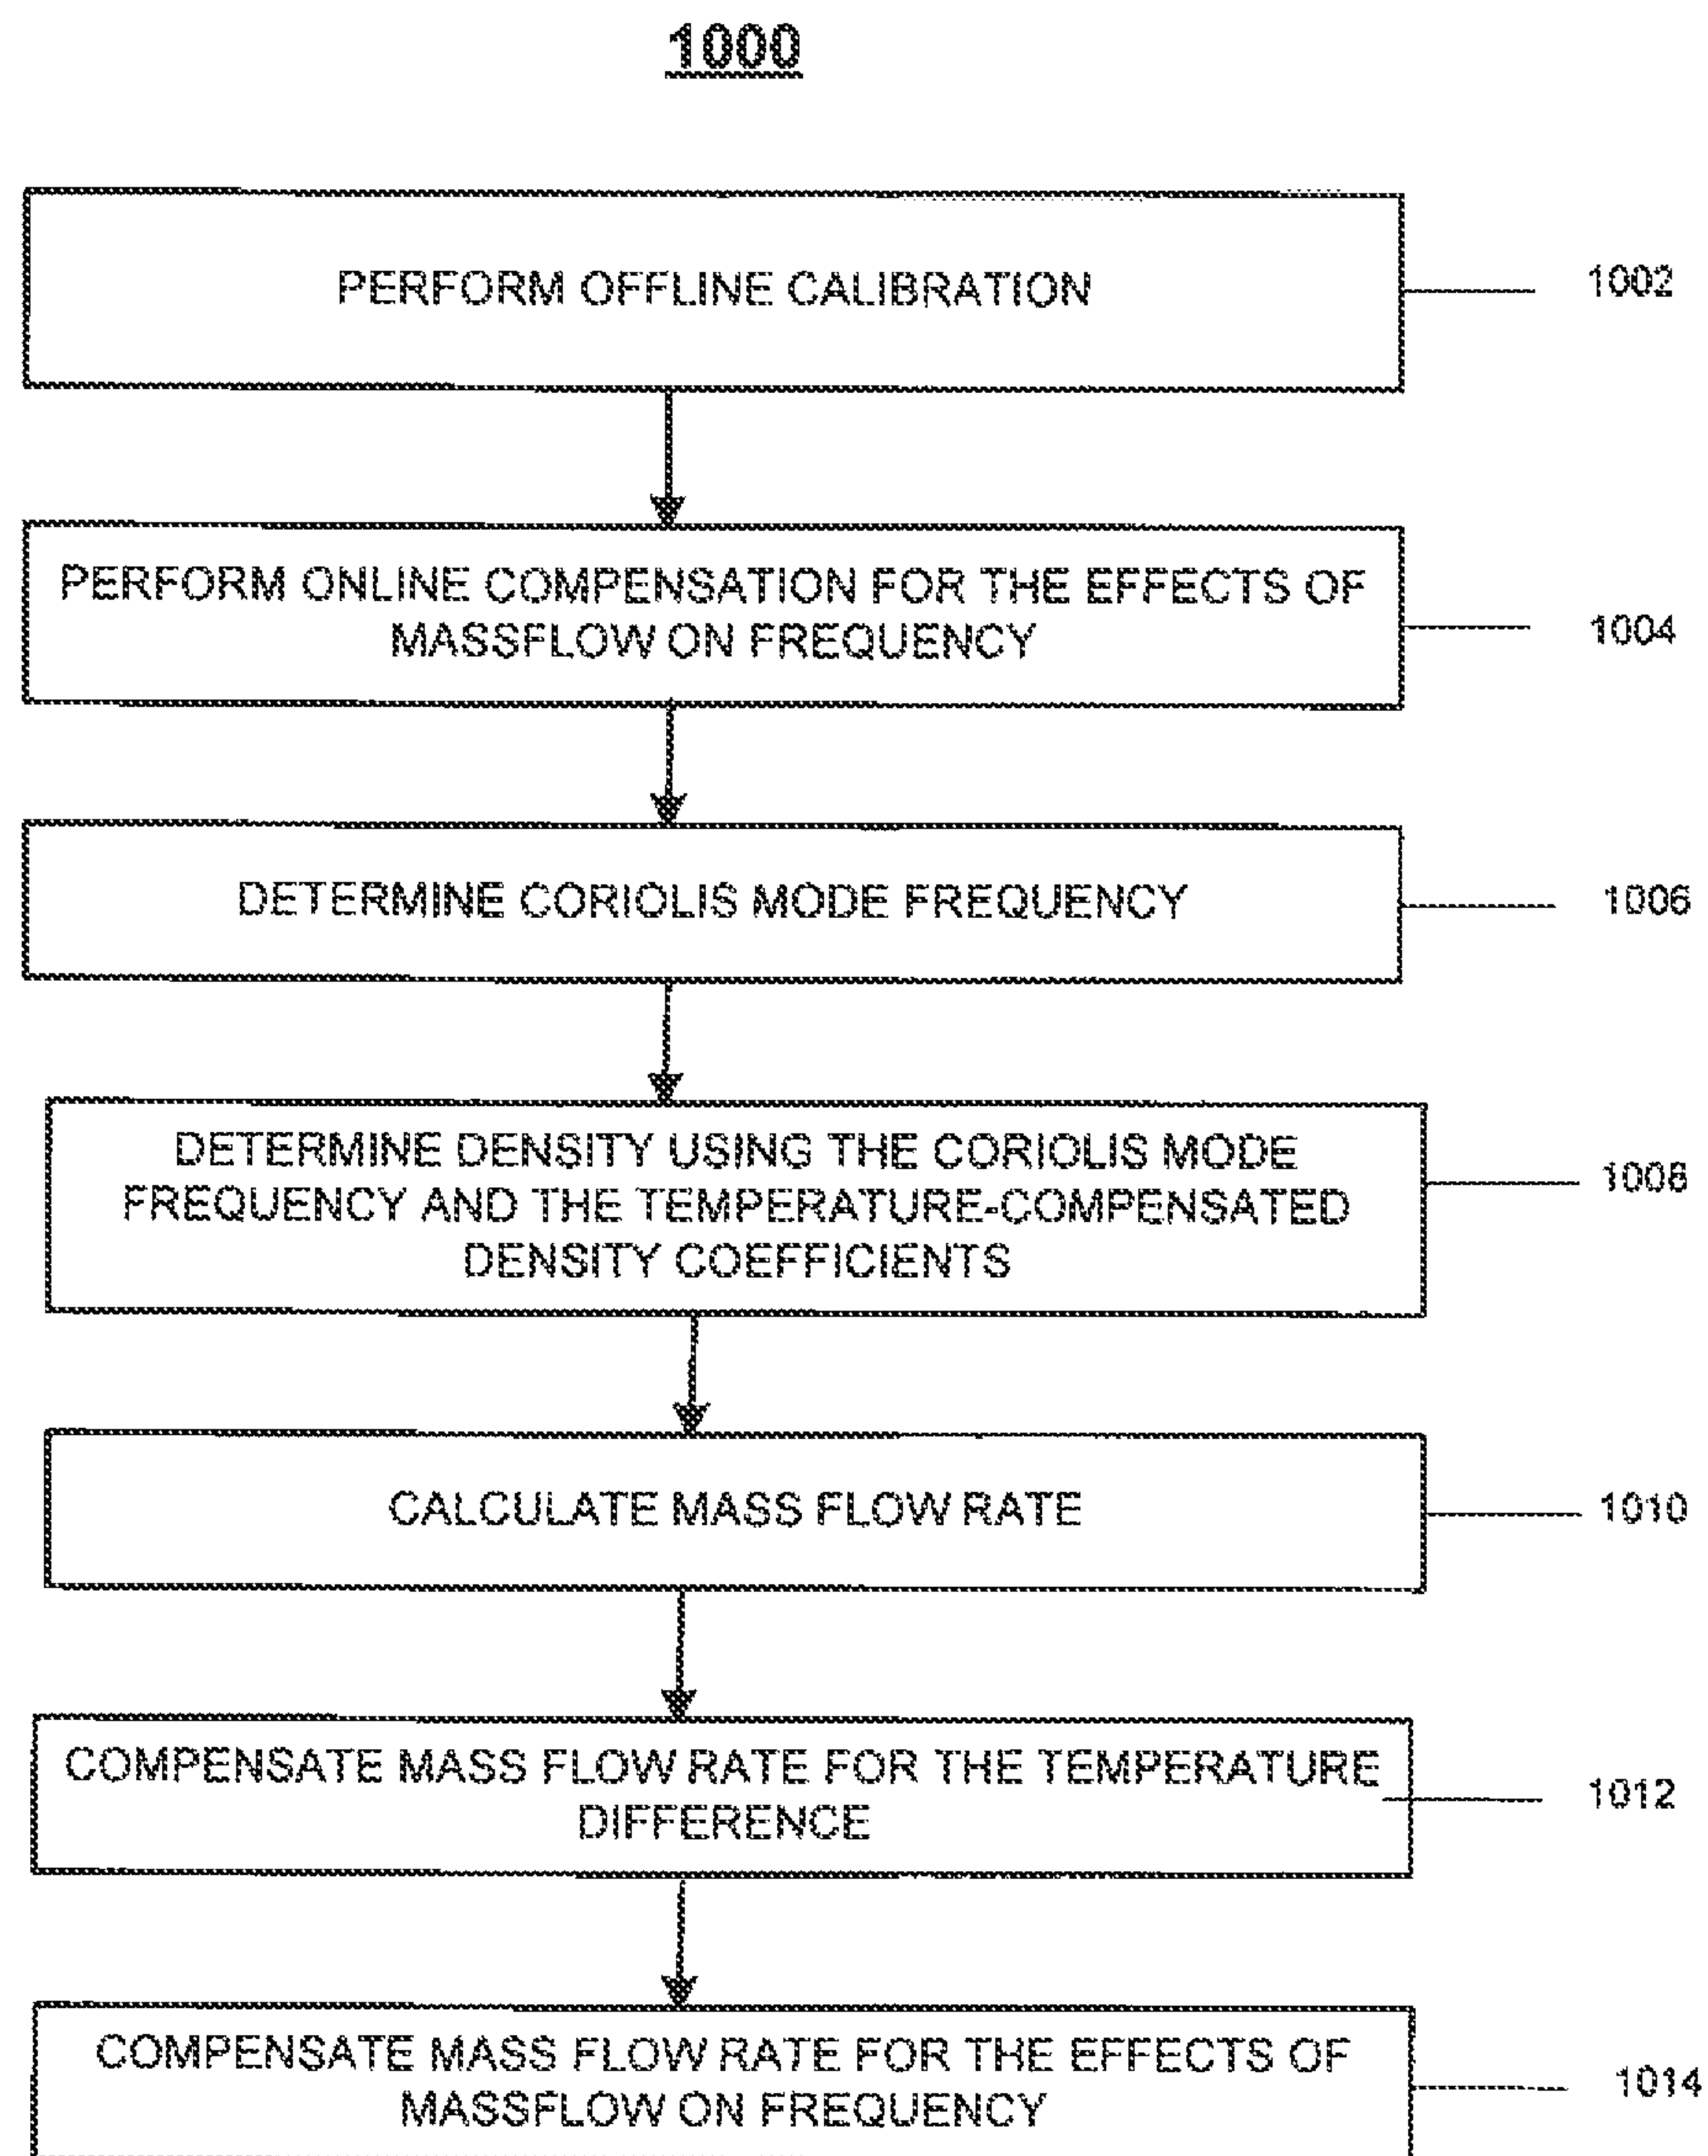 1000
PERFORM OFFLINE CALIBRATION
1002
PERFORM ONLINE COMPENSATION FOR THE EFFECTS OF
MASSFLOW ON FREQUENCY
1004
DETERMINE CORIOLIS MODE FREQUENCY
1006
DETERMINE DENSITY USING THE CORIOLIS MODE
FREQUENCY AND THE TEMPERATURE-COMPENSATED
DENSITY COEFFICIENTS
1008
CALCULATE MASS FLOW RATE
1010
COMPENSATE MASS FLOW RATE FOR THE TEMPERATURE
DIFFERENCE
1012
COMPENSATE MASS FLOW RATE FOR THE EFFECTS OF
MASSFLOW ON FREQUENCY
1014